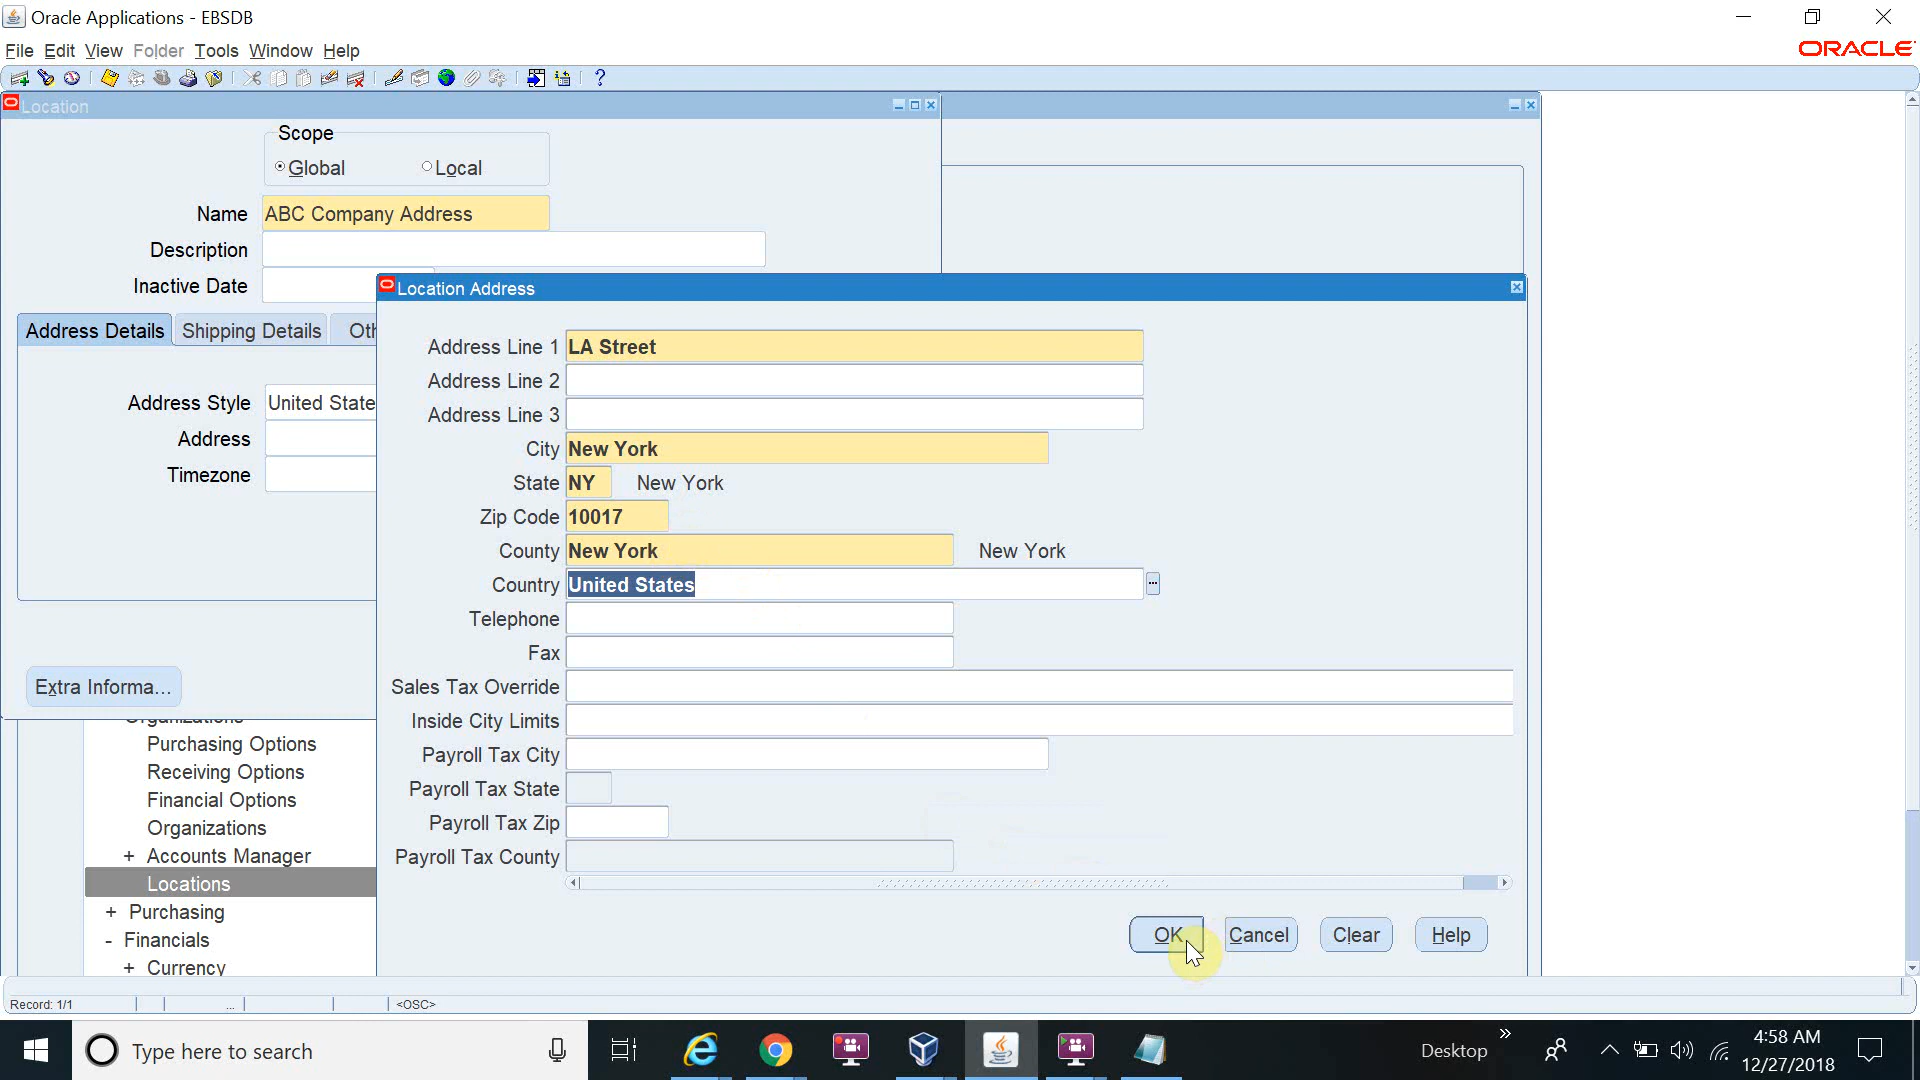 Oracle Applications - EBSDB
File Edit View Folder Tools Window Help
ORACLE
Location
Scope
Global Local
Name ABC Company Address
Description
Inactive Date
Address Details Shipping Details Oth
Address Style United State
Address
Timezone
Extra Informa...
Location Address
Address Line 1 LA Street
Address Line 2
Address Line 3
City New York
State NY New York
Zip Code 10017
County New York New York
Country United States
Telephone
Fax
Sales Tax Override
Inside City Limits
Payroll Tax City
Payroll Tax State
Payroll Tax Zip
Payroll Tax County
OK Cancel Clear Help
Organizations
Purchasing Options
Receiving Options
Financial Options
Organizations
+ Accounts Manager
Locations
+ Purchasing
- Financials
+ Currency
Record: 1/1 ... <OSC>
Type here to search
Desktop
4:58 AM
12/27/2018